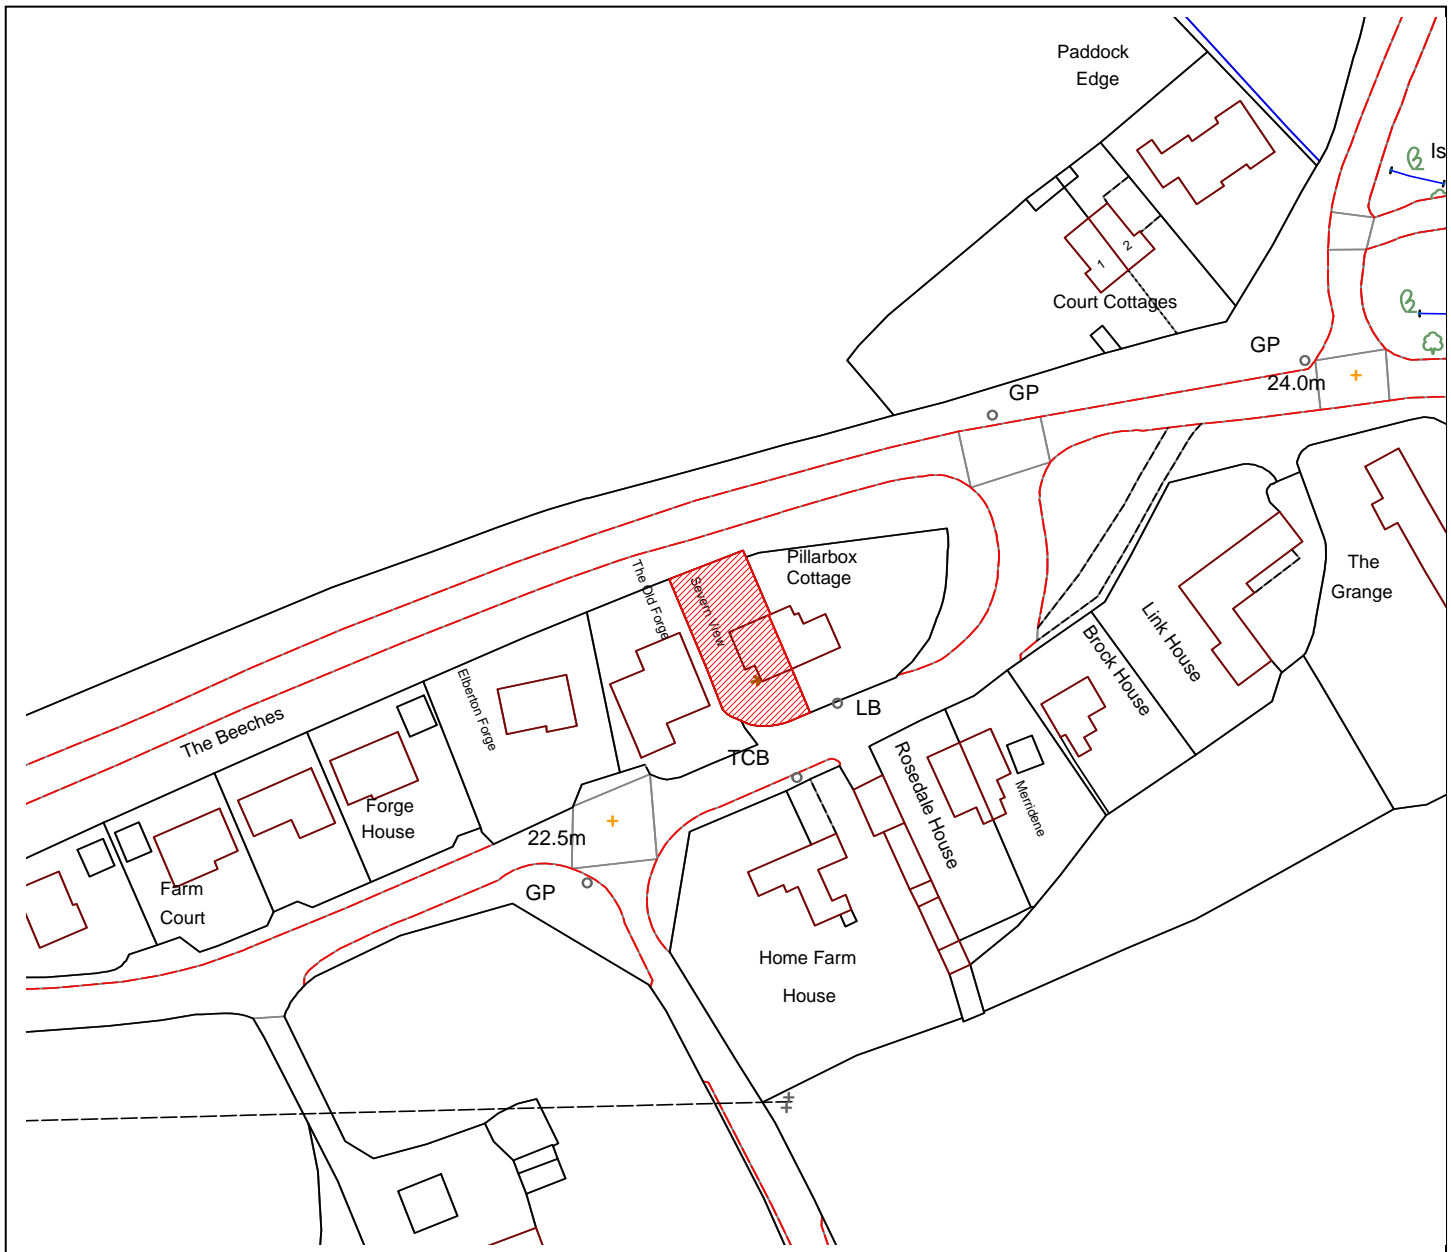 Paddock
Edge
Is
1
2
Court Cottages
GP
24.0m
GP
Pillarbox
Cottage
The Old Forge
Severn View
The
Grange
Link House
Brock House
Elberton Forge
LB
The Beeches
TCB
Rosedale House
Merridene
Forge
House
22.5m
Farm
Court
GP
Home Farm
House